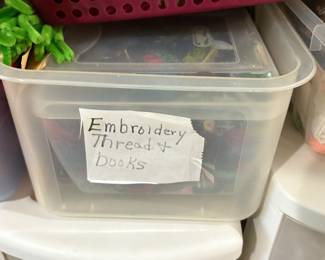 Embroidery
Thread +
books